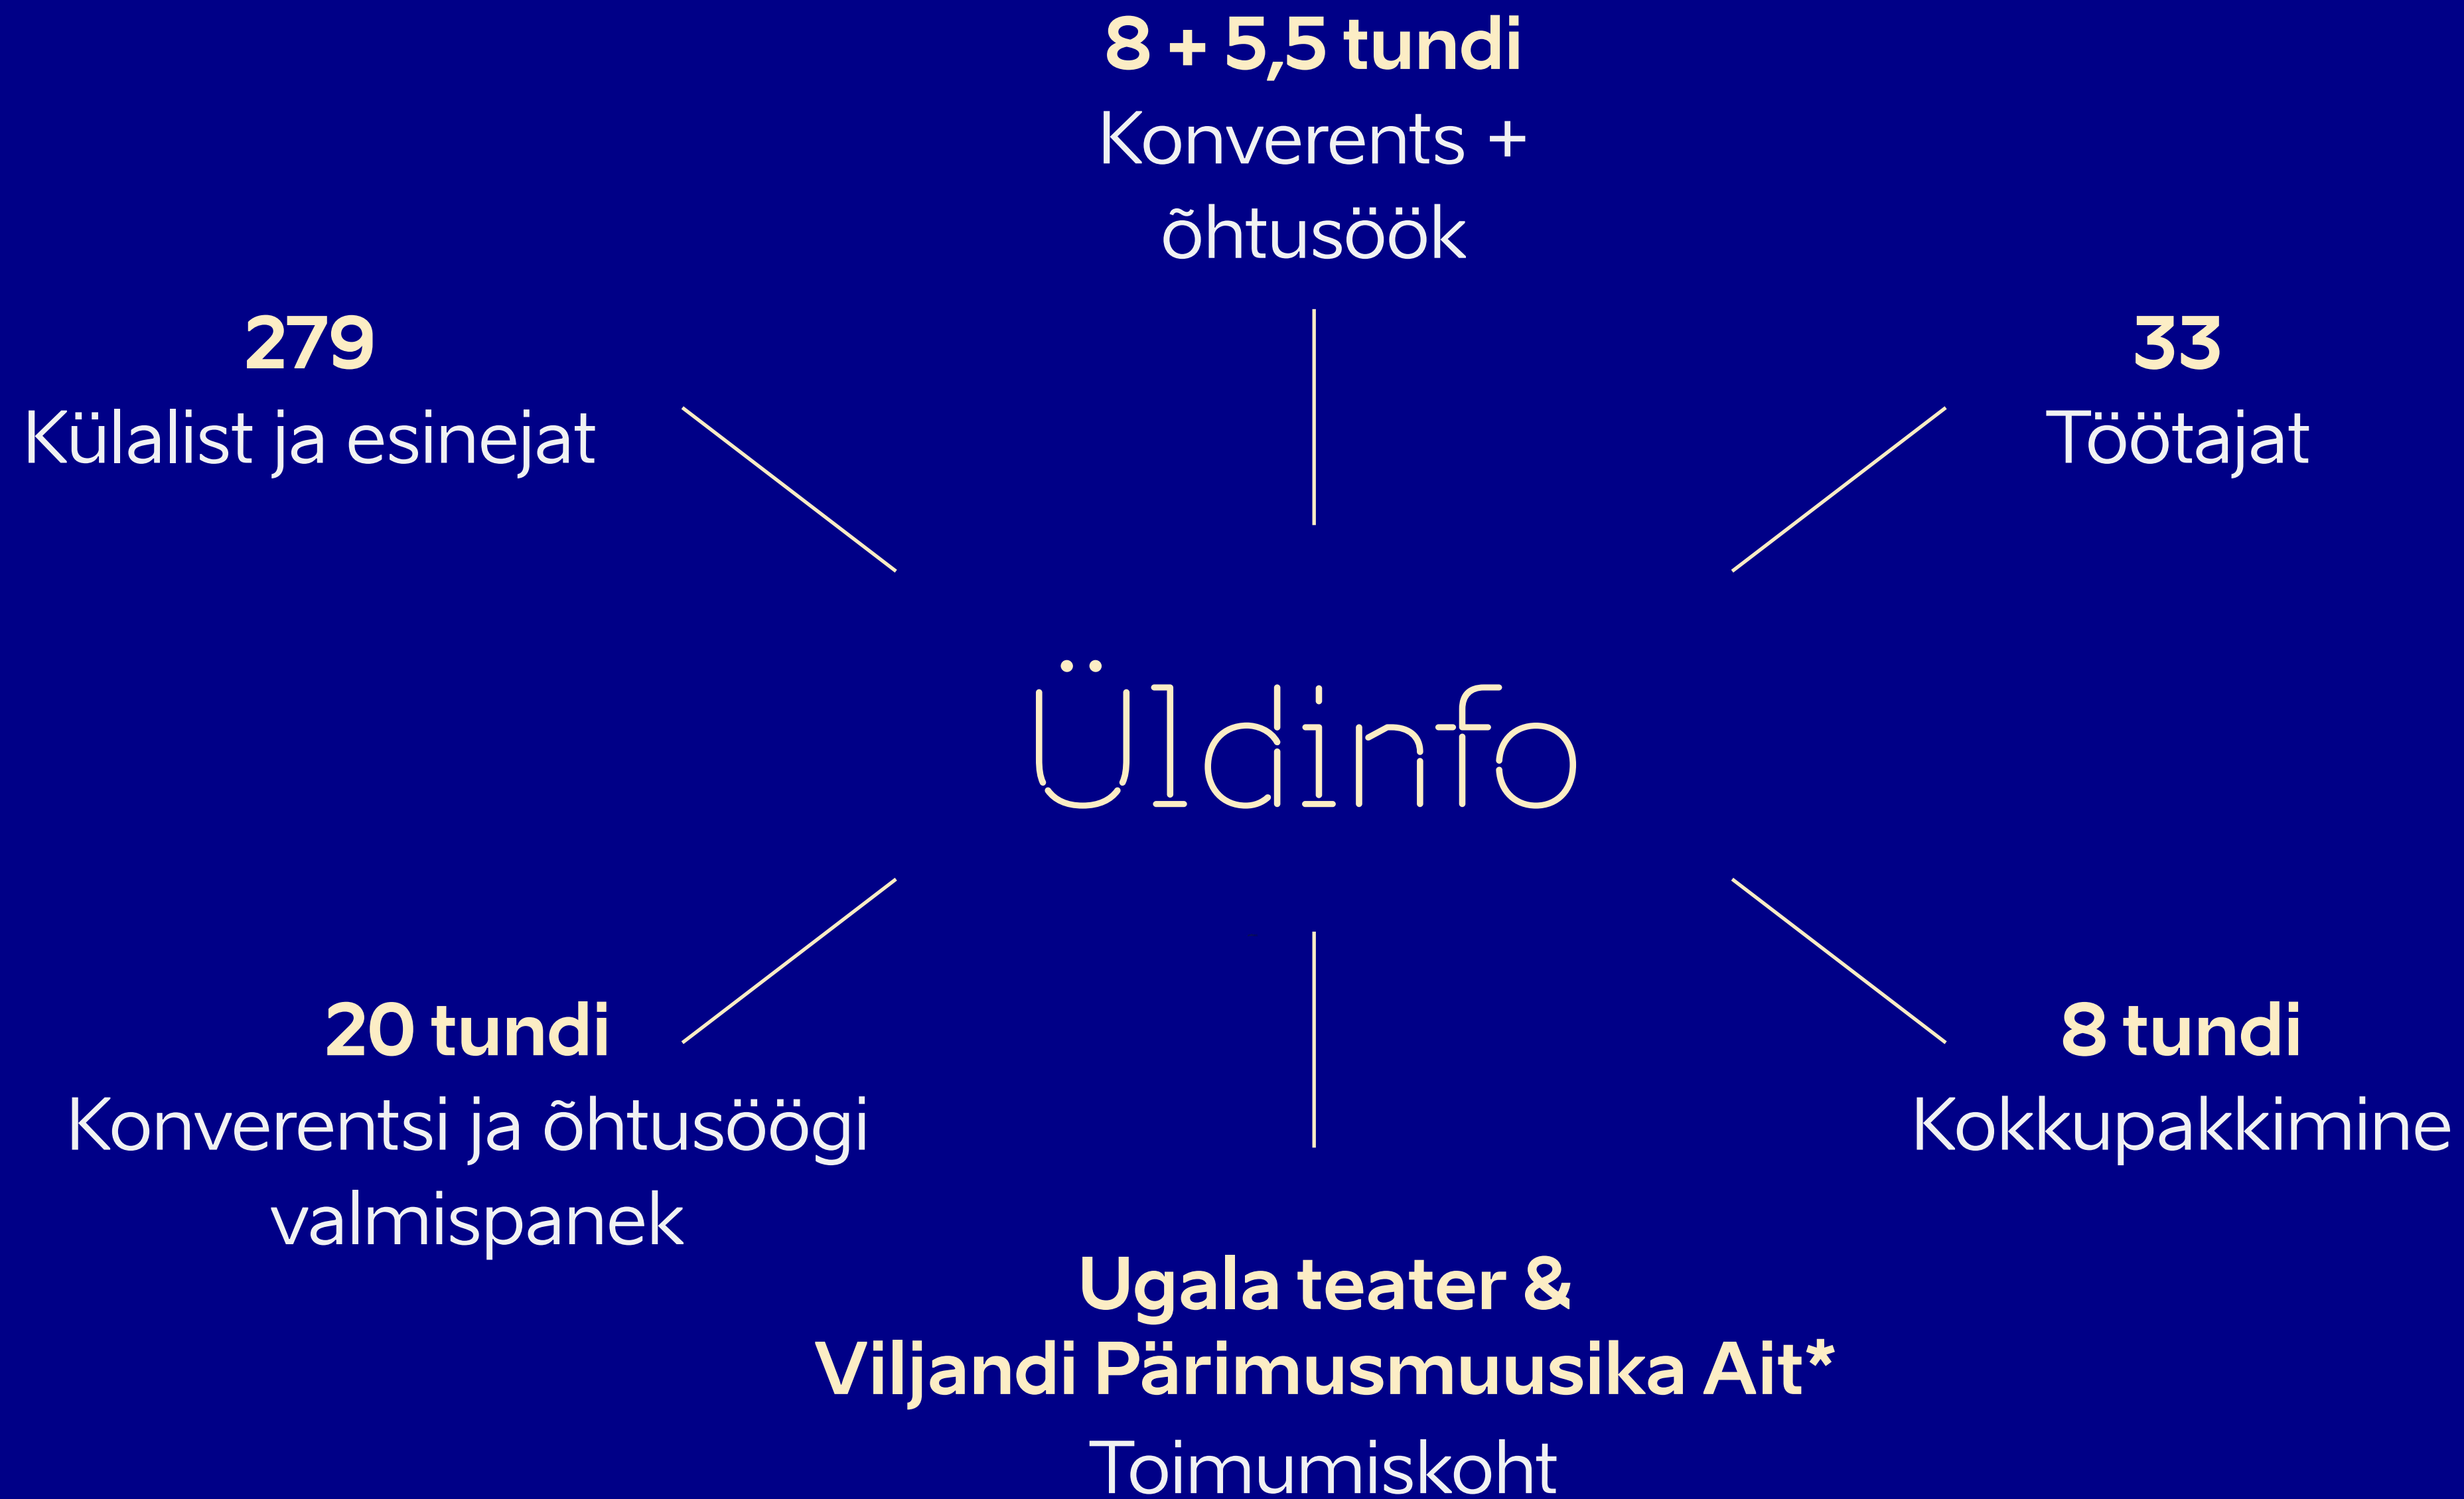 8 + 5,5 tundi
Konverents +
õhtusöök
279
Külalist ja esinejat
33
Töötajat
Üldinfo
20 tundi
Konverentsi ja õhtusöögi
valmispanek
8 tundi
Kokkupakkimine
Ugala teater &
Viljandi Pärimusmuusika Ait*
Toimumiskoht